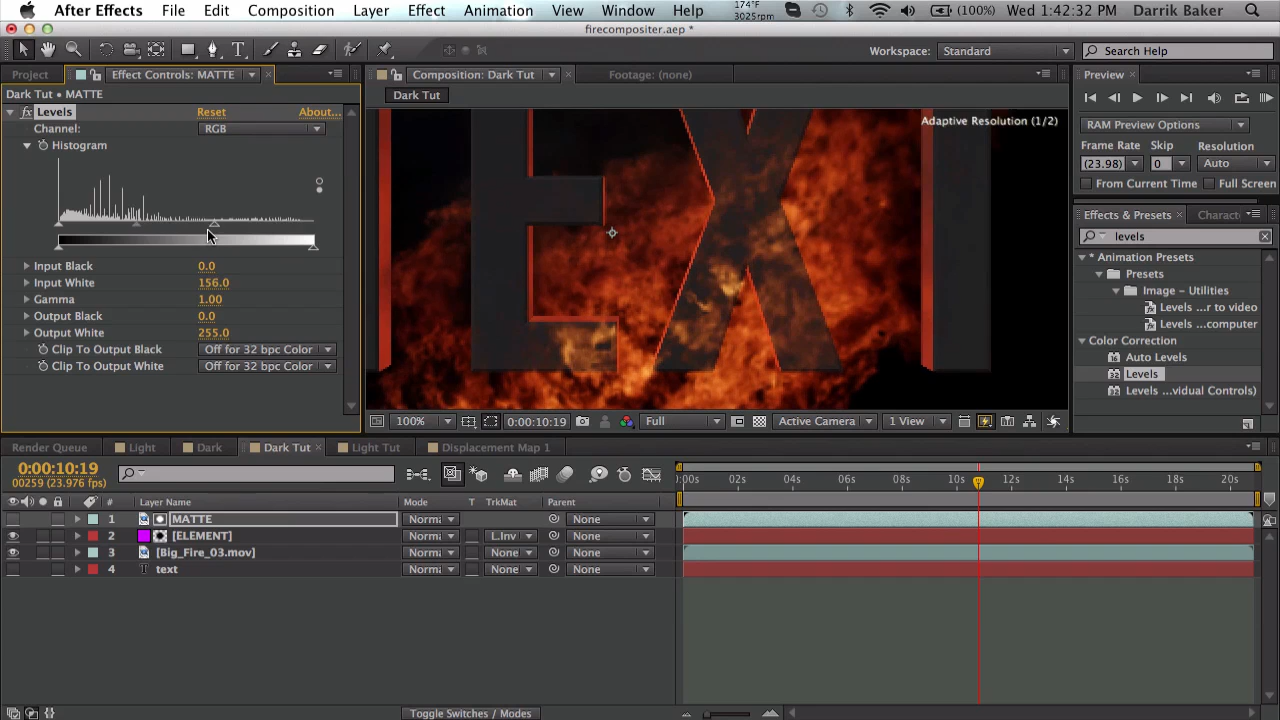 After Effects File Edit Composition Layer Effect Animation View Window Help 174°F 3025rpm (100%) Wed 1:42:32 PM Darrik Baker
firecompositer.aep *
Workspace: Standard Search Help
Project Effect Controls: MATTE Composition: Dark Tut Footage: (none) Preview
Dark Tut • MATTE Dark Tut
fx Levels Reset About...
Adaptive Resolution (1/2)
Channel: RGB RAM Preview Options
Histogram Frame Rate Skip Resolution
(23.98) 0 Auto
From Current Time Full Screen
Effects & Presets Charact
levels
* Animation Presets
Input Black 0.0 Presets
Input White 156.0 Image – Utilities
Gamma 1.00 Levels ...r to video
Output Black 0.0 Levels ...computer
Output White 255.0 Color Correction
Clip To Output Black Off for 32 bpc Color Auto Levels
Clip To Output White Off for 32 bpc Color Levels
Levels ...vidual Controls)
EX
100% 0:00:10:19 Full Active Camera 1 View
Render Queue Light Dark Dark Tut Light Tut Displacement Map 1
0:00:10:19
00259 (23.976 fps)
:00s 02s 04s 06s 08s 10s 12s 14s 16s 18s 20s
# Layer Name Mode T TrkMat Parent
1 MATTE Norma None
2 [ELEMENT] Norma L.Inv None
3 [Big_Fire_03.mov] Norma None None
4 T text Norma None None
Toggle Switches / Modes